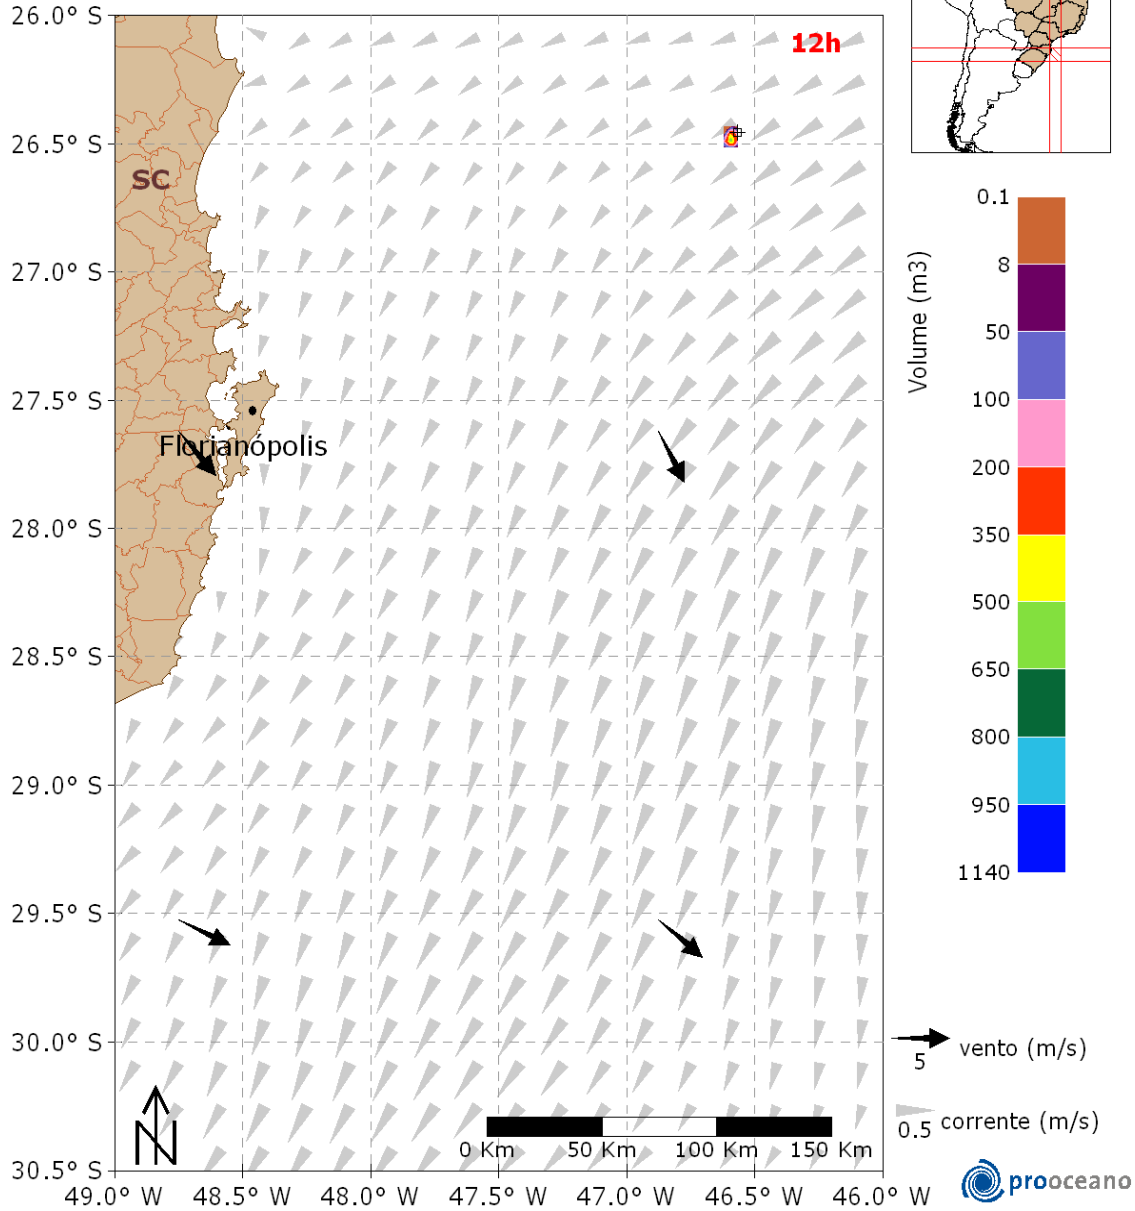 26.0° S
12h
26.5° S
SC
0.1
27.0° S
8
Volume (m3)
50
27.5° S
100
Florianópolis
200
28.0° S
350
500
28.5° S
650
800
29.0° S
950
1140
29.5° S
30.0° S
vento (m/s)
5
N
corrente (m/s)
0.5
0 Km 50 Km 100 Km 150 Km
30.5° S
49.0° W 48.5° W 48.0° W 47.5° W 47.0° W 46.5° W 46.0° W
prooceano